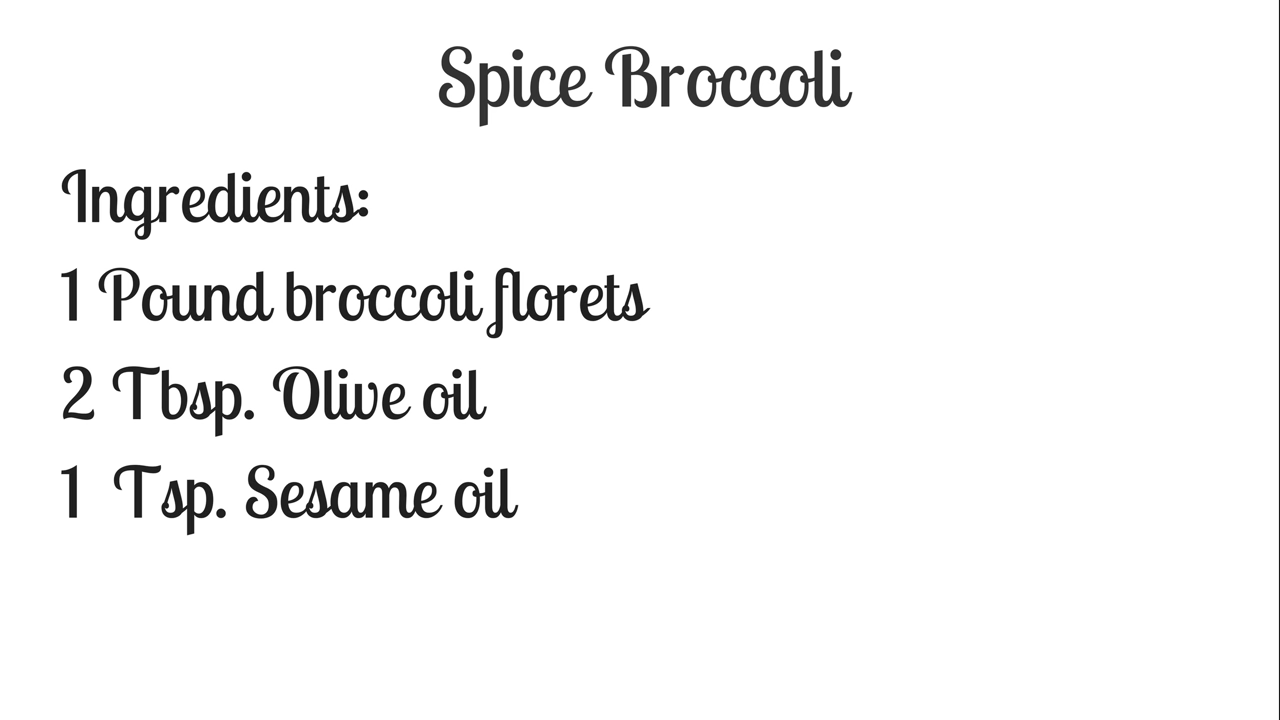 Spice Broccoli
Ingredients:
1 Pound broccoli florets
2 Tbsp. Olive oil
1 Tsp. Sesame oil